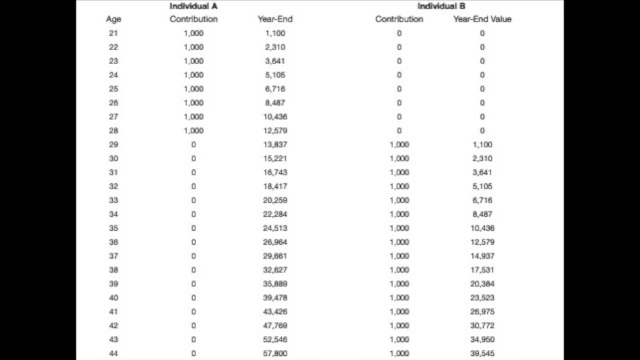 Individual A Individual B
Age Contribution Year-End Contribution Year-End Value
21 1,000 1,100 0 0
22 1,000 2,310 0 0
23 1,000 3,641 0 0
24 1,000 5,105 0 0
25 1,000 6,716 0 0
26 1,000 8,487 0 0
27 1,000 10,436 0 0
28 1,000 12,579 0 0
29 0 13,837 1,000 1,100
30 0 15,221 1,000 2,310
31 0 16,743 1,000 3,641
32 0 18,417 1,000 5,105
33 0 20,259 1,000 6,716
34 0 22,284 1,000 8,487
35 0 24,513 1,000 10,436
36 0 26,964 1,000 12,579
37 0 29,661 1,000 14,937
38 0 32,627 1,000 17,531
39 0 35,889 1,000 20,384
40 0 39,478 1,000 23,523
41 0 43,426 1,000 26,975
42 0 47,769 1,000 30,772
43 0 52,546 1,000 34,950
44 0 57,800 1,000 39,545